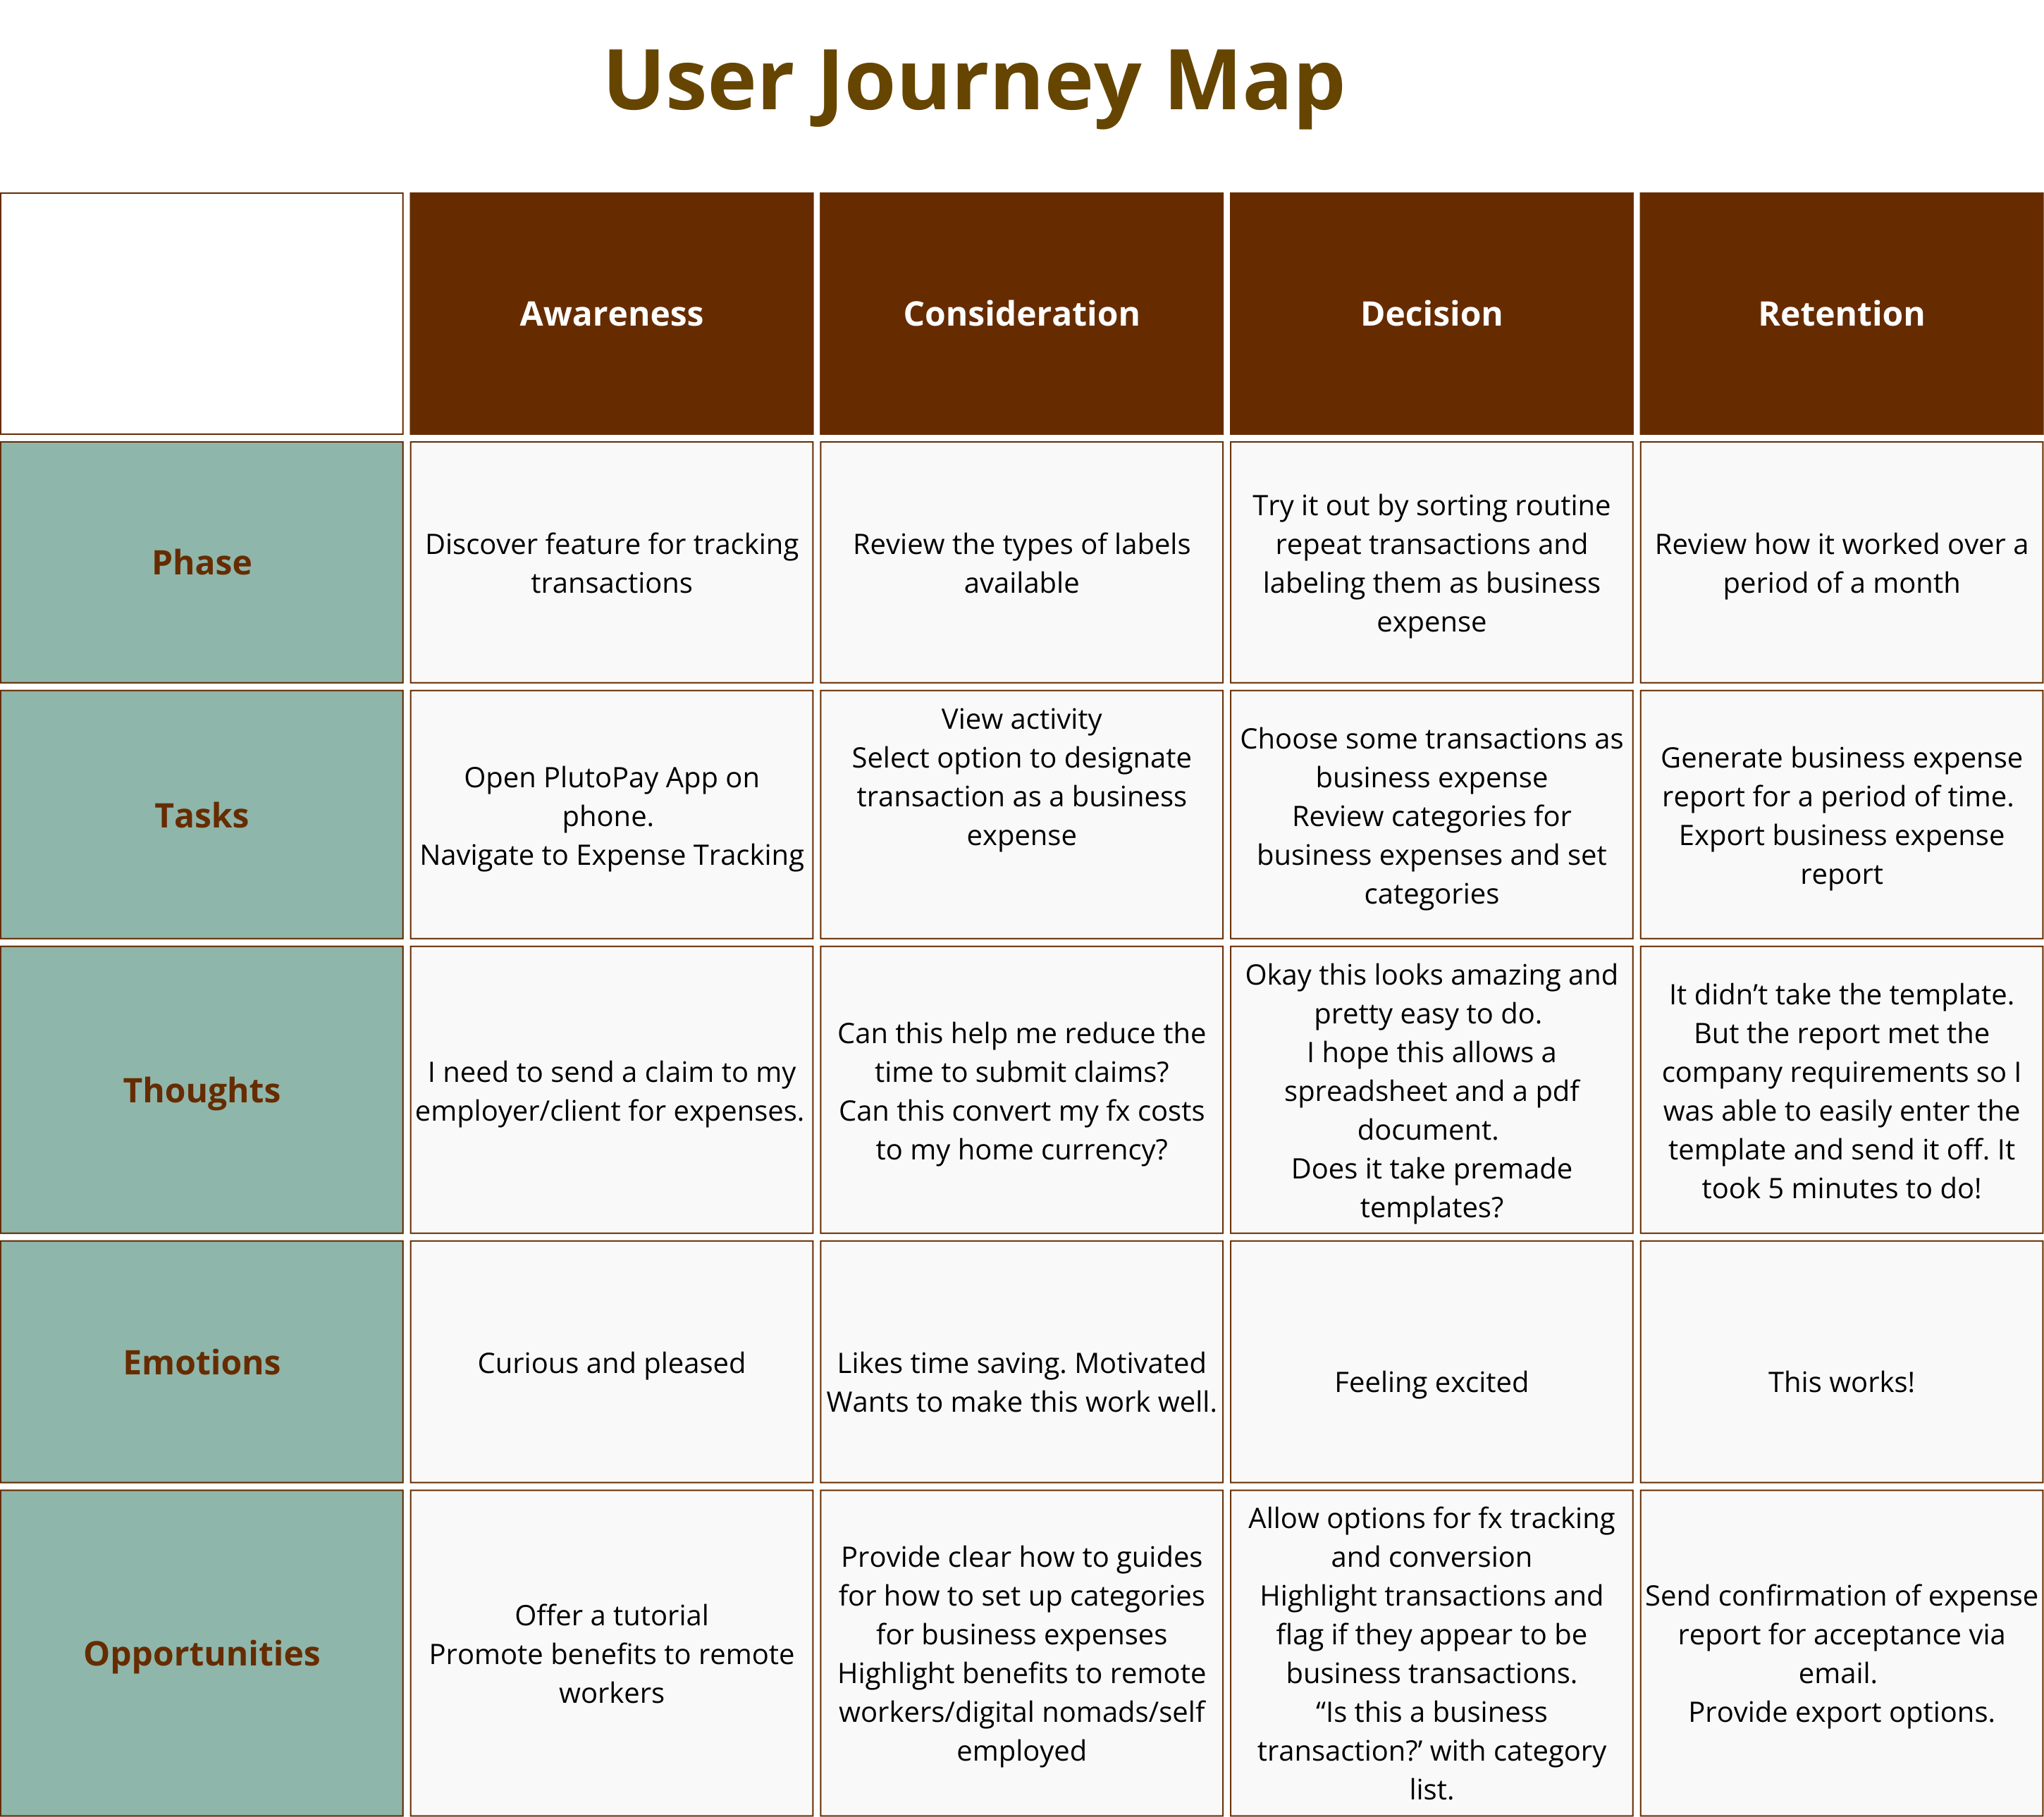 User Journey Map
Awareness
Consideration
Decision
Retention
Phase
Discover feature for tracking
transactions
Review the types of labels
available
Try it out by sorting routine
repeat transactions and
labeling them as business
expense
Review how it worked over a
period of a month
Tasks
Open PlutoPay App on
phone.
Navigate to Expense Tracking
View activity
Select option to designate
transaction as a business
expense
Choose some transactions as
business expense
Review categories for
business expenses and set
categories
Generate business expense
report for a period of time.
Export business expense
report
Thoughts
I need to send a claim to my
employer/client for expenses.
Can this help me reduce the
time to submit claims?
Can this convert my fx costs
to my home currency?
Okay this looks amazing and
pretty easy to do.
I hope this allows a
spreadsheet and a pdf
document.
Does it take premade
templates?
It didn’t take the template.
But the report met the
company requirements so I
was able to easily enter the
template and send it off. It
took 5 minutes to do!
Emotions
Curious and pleased
Likes time saving. Motivated
Wants to make this work well.
Feeling excited
This works!
Opportunities
Offer a tutorial
Promote benefits to remote
workers
Provide clear how to guides
for how to set up categories
for business expenses
Highlight benefits to remote
workers/digital nomads/self
employed
Allow options for fx tracking
and conversion
Highlight transactions and
flag if they appear to be
business transactions.
“Is this a business
transaction?’ with category
list.
Send confirmation of expense
report for acceptance via
email.
Provide export options.